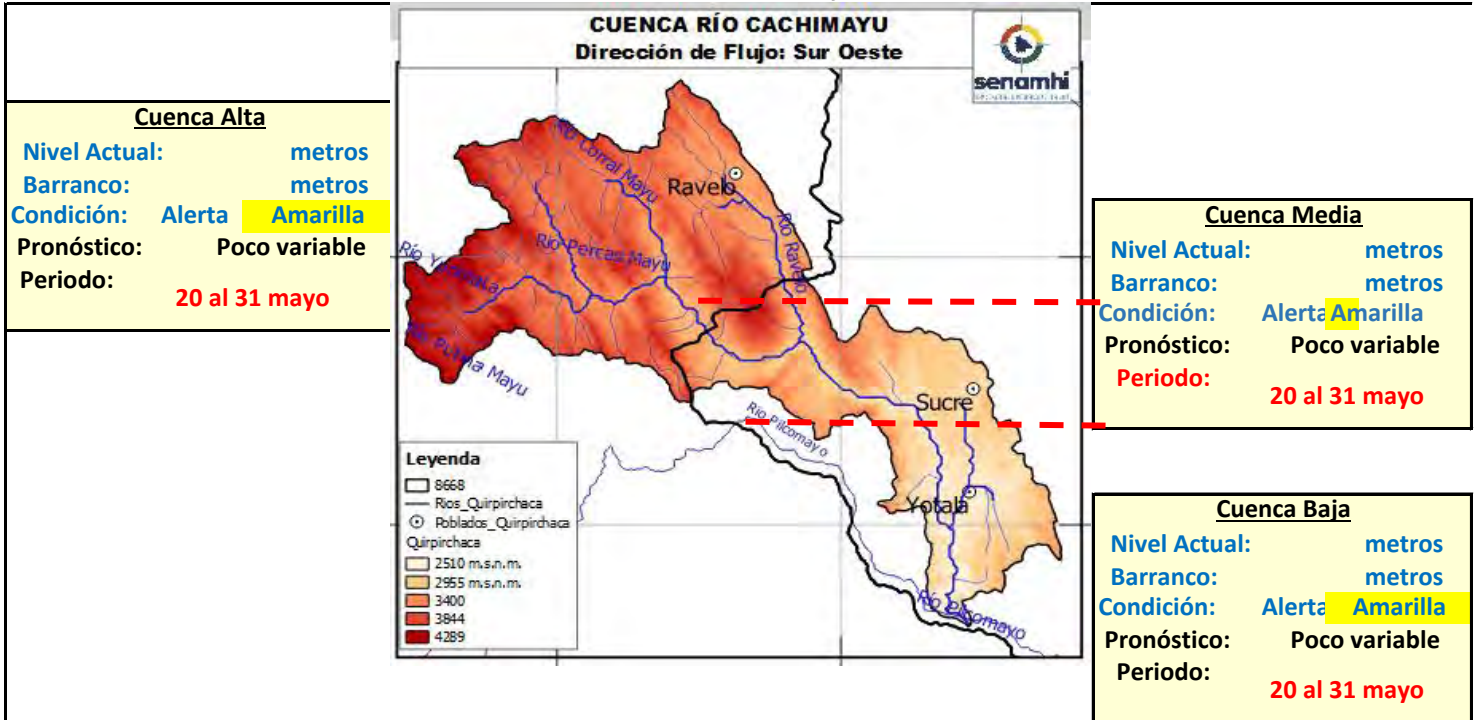 CUENCA RÍO CACHIMAYU
Dirección de Flujo: Sur Oeste
senamhi
Cuenca Alta
Nivel Actual: metros
Barranco: metros
Condición: Alerta Amarilla
Pronóstico: Poco variable
Periodo:
20 al 31 mayo
Río Corral Mayu
Ravelo
Río Percas Mayu
Río Ravelo
Mayu
Sucre
Río Pilcomayo
Yotala
Río Pilcomayo
Leyenda
8668
Rios_Quirpirchaca
Poblados_Quirpirchaca
Quirpirchaca
2510 m.s.n.m.
2955 m.s.n.m.
3400
3844
4289
Cuenca Media
Nivel Actual: metros
Barranco: metros
Condición: Alerta Amarilla
Pronóstico: Poco variable
Periodo:
20 al 31 mayo
Cuenca Baja
Nivel Actual: metros
Barranco: metros
Condición: Alerta Amarilla
Pronóstico: Poco variable
Periodo:
20 al 31 mayo